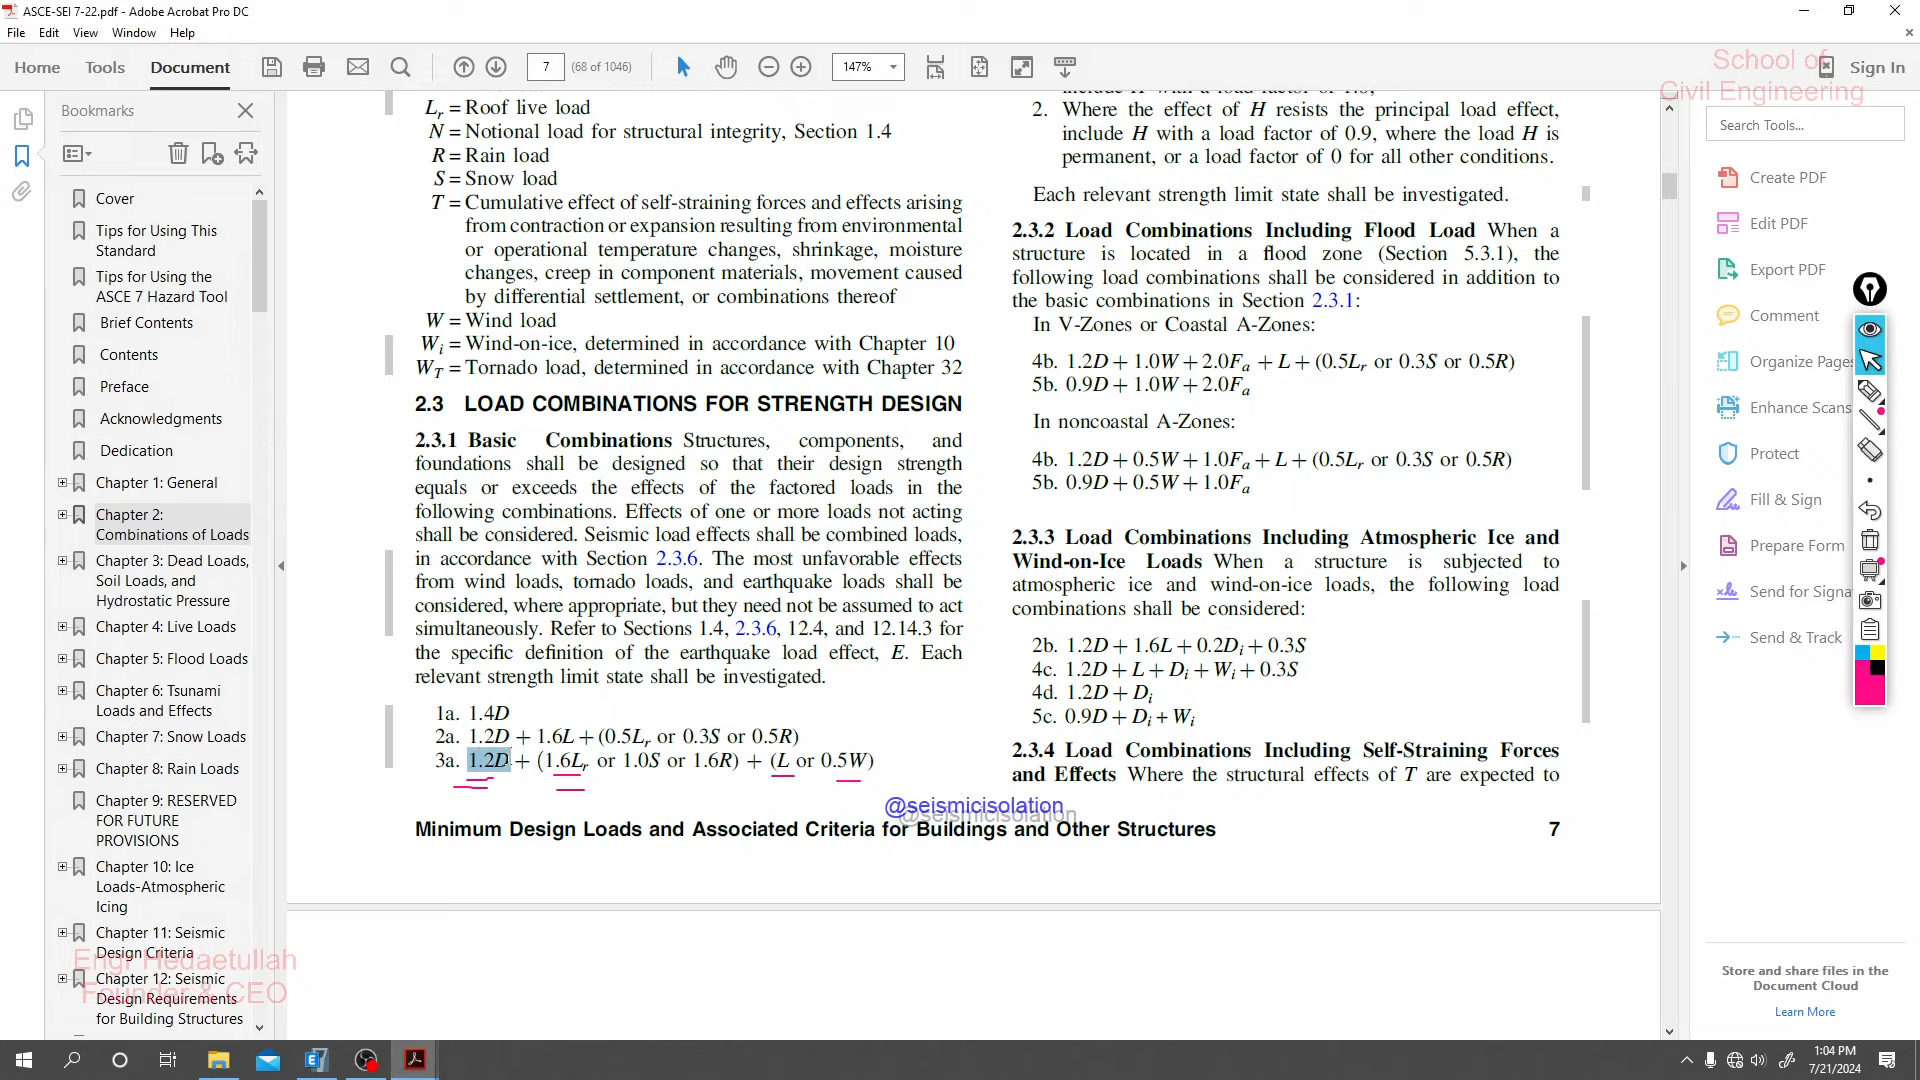 ASCE-SEI 7-22.pdf - Adobe Acrobat Pro DC
File Edit View Window Help
Home Tools Document
7 (68 of 1046)
147%
Sign In
School of
Civil Engineering
Bookmarks
Cover
Tips for Using This
Standard
Tips for Using the
ASCE 7 Hazard Tool
Brief Contents
Contents
Preface
Acknowledgments
Dedication
Chapter 1: General
Chapter 2:
Combinations of Loads
Chapter 3: Dead Loads,
Soil Loads, and
Hydrostatic Pressure
Chapter 4: Live Loads
Chapter 5: Flood Loads
Chapter 6: Tsunami
Loads and Effects
Chapter 7: Snow Loads
Chapter 8: Rain Loads
Chapter 9: RESERVED
FOR FUTURE
PROVISIONS
Chapter 10: Ice
Loads-Atmospheric
Icing
Chapter 11: Seismic
Design Criteria
Chapter 12: Seismic
Design Requirements
for Building Structures
Engr Hedaetullah
Founder & CEO
Lr = Roof live load
N = Notional load for structural integrity, Section 1.4
R = Rain load
S = Snow load
T = Cumulative effect of self-straining forces and effects arising
from contraction or expansion resulting from environmental
or operational temperature changes, shrinkage, moisture
changes, creep in component materials, movement caused
by differential settlement, or combinations thereof
W = Wind load
Wi = Wind-on-ice, determined in accordance with Chapter 10
WT = Tornado load, determined in accordance with Chapter 32
2.3 LOAD COMBINATIONS FOR STRENGTH DESIGN
2.3.1 Basic Combinations Structures, components, and
foundations shall be designed so that their design strength
equals or exceeds the effects of the factored loads in the
following combinations. Effects of one or more loads not acting
shall be considered. Seismic load effects shall be combined loads,
in accordance with Section 2.3.6. The most unfavorable effects
from wind loads, tornado loads, and earthquake loads shall be
considered, where appropriate, but they need not be assumed to act
simultaneously. Refer to Sections 1.4, 2.3.6, 12.4, and 12.14.3 for
the specific definition of the earthquake load effect, E. Each
relevant strength limit state shall be investigated.
1a. 1.4D
2a. 1.2D + 1.6L + (0.5Lr or 0.3S or 0.5R)
3a. 1.2D + (1.6Lr or 1.0S or 1.6R) + (L or 0.5W)
2. Where the effect of H resists the principal load effect,
include H with a load factor of 0.9, where the load H is
permanent, or a load factor of 0 for all other conditions.
Each relevant strength limit state shall be investigated.
2.3.2 Load Combinations Including Flood Load When a
structure is located in a flood zone (Section 5.3.1), the
following load combinations shall be considered in addition to
the basic combinations in Section 2.3.1:
In V-Zones or Coastal A-Zones:
4b. 1.2D + 1.0W + 2.0Fa + L + (0.5Lr or 0.3S or 0.5R)
5b. 0.9D + 1.0W + 2.0Fa
In noncoastal A-Zones:
4b. 1.2D + 0.5W + 1.0Fa + L + (0.5Lr or 0.3S or 0.5R)
5b. 0.9D + 0.5W + 1.0Fa
2.3.3 Load Combinations Including Atmospheric Ice and
Wind-on-Ice Loads When a structure is subjected to
atmospheric ice and wind-on-ice loads, the following load
combinations shall be considered:
2b. 1.2D + 1.6L + 0.2Di + 0.3S
4c. 1.2D + L + Di + Wi + 0.3S
4d. 1.2D + Di
5c. 0.9D + Di + Wi
2.3.4 Load Combinations Including Self-Straining Forces
and Effects Where the structural effects of T are expected to
@seismicisolation
@seismicisolation
Minimum Design Loads and Associated Criteria for Buildings and Other Structures 7
Search Tools...
Create PDF
Edit PDF
Export PDF
Comment
Organize Pages
Enhance Scans
Protect
Fill & Sign
Prepare Form
Send for Signa
Send & Track
Store and share files in the
Document Cloud
Learn More
1:04 PM
7/21/2024